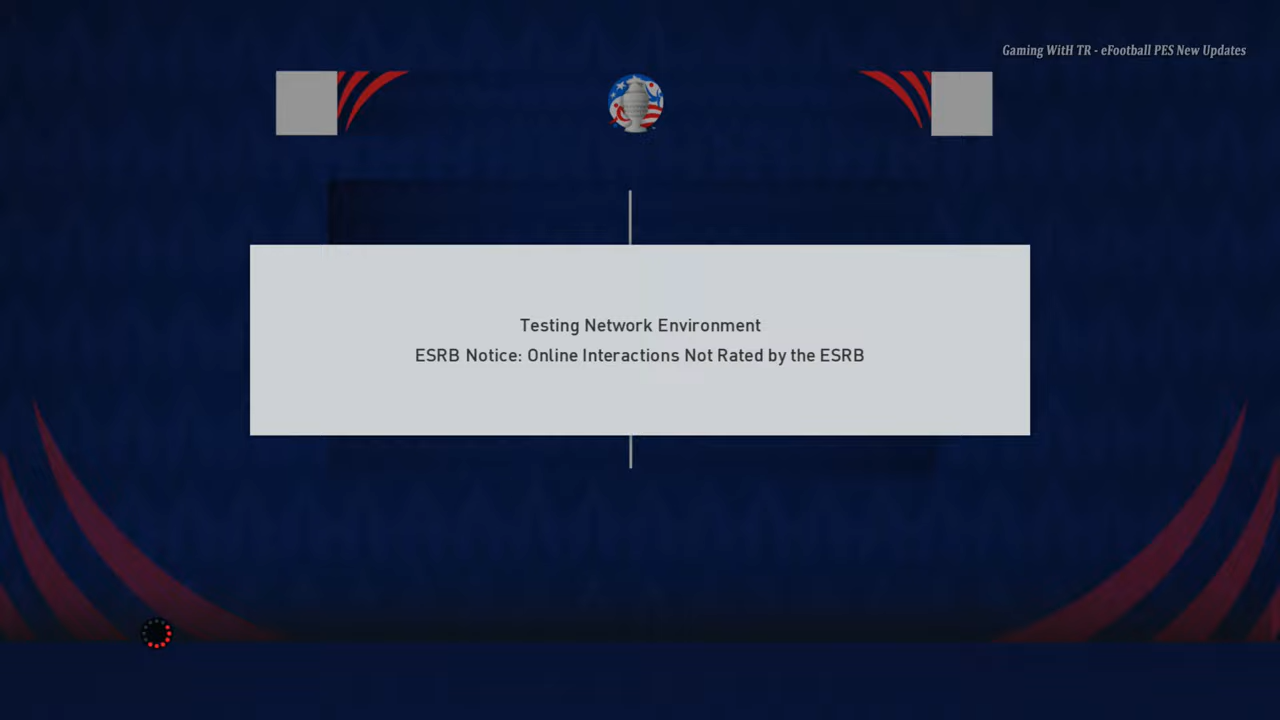 Gaming WitH TR - eFootball PES New Updates
Testing Network Environment
ESRB Notice: Online Interactions Not Rated by the ESRB